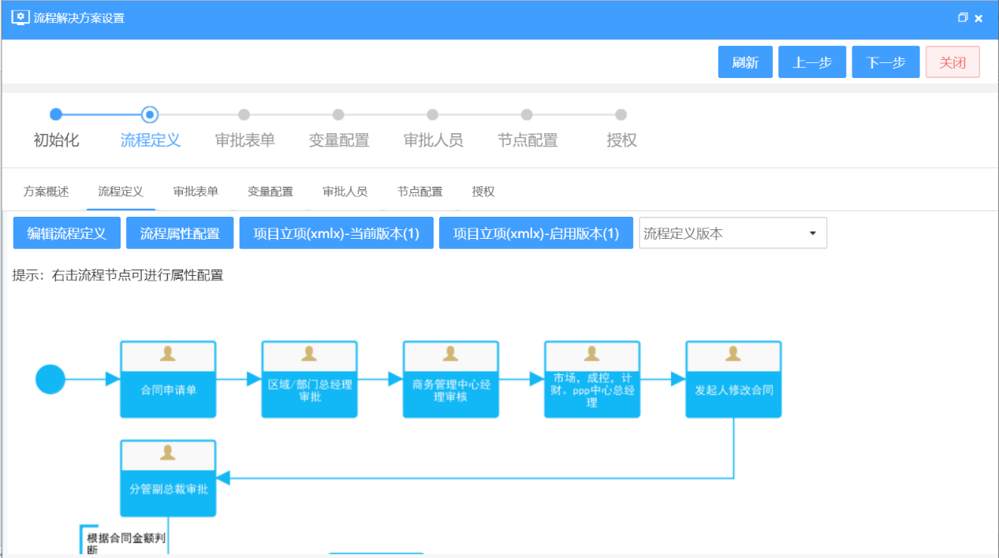 流程解决方案设置
刷新 上一步 下一步 关闭
初始化 流程定义 审批表单 变量配置 审批人员 节点配置 授权
方案概述 流程定义 审批表单 变量配置 审批人员 节点配置 授权
编辑流程定义 流程属性配置 项目立项(xmlx)-当前版本(1) 项目立项(xmlx)-启用版本(1) 流程定义版本
提示：右击流程节点可进行属性配置
合同申请单
区域/部门总经理
审批
商务管理中心经
理审核
市场，成控，计
财。ppp中心总经
理
发起人修改合同
分管副总裁审批
根据合同金额判
断